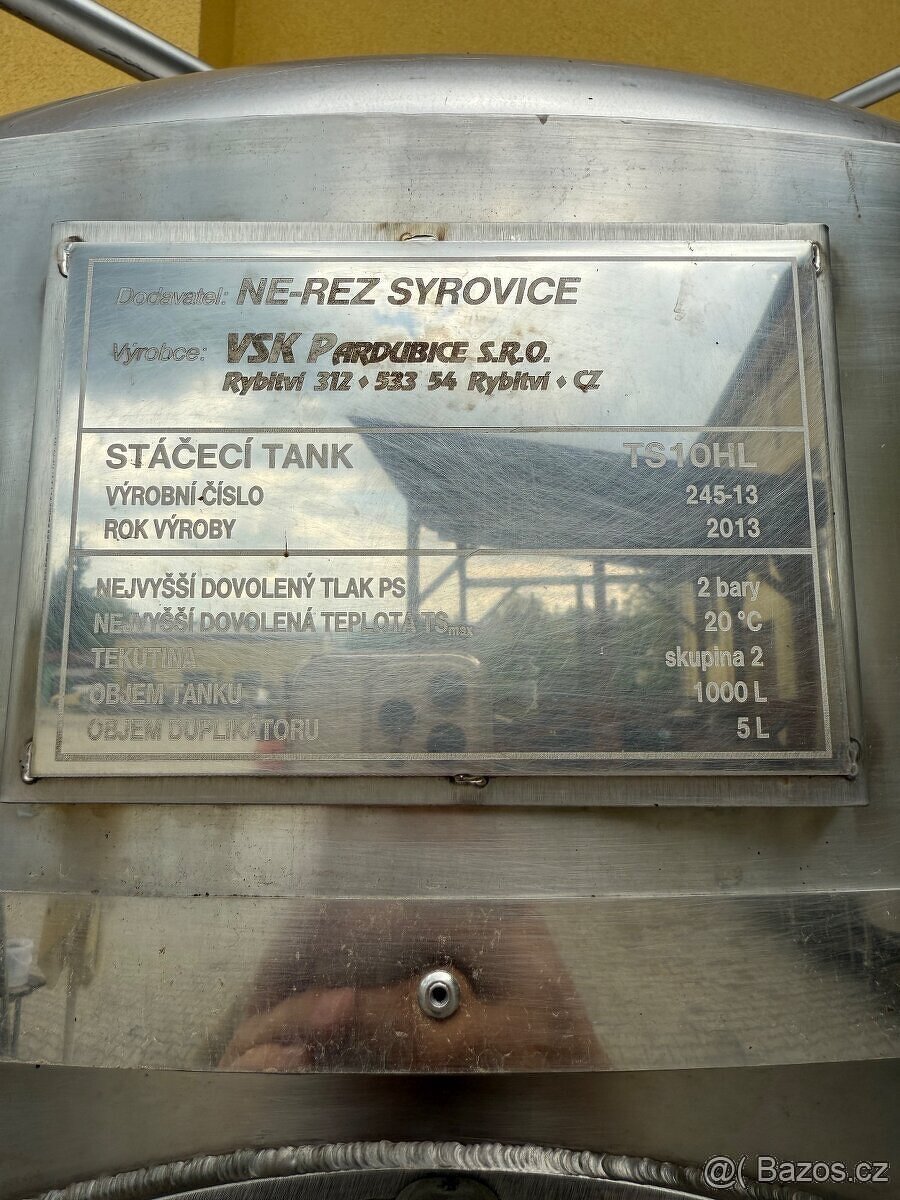 Dodavatel: NE-REZ SYROVICE
Výrobce: VSK PARDUBICE S.R.O.
Rybitví 312 ⬥ 533 54 Rybitví ⬥ CZ
STÁČECÍ TANK TS10HL
VÝROBNÍ ČÍSLO 245-13
ROK VÝROBY 2013
NEJVYŠŠÍ DOVOLENÝ TLAK PS 2 bary
NEJVYŠŠÍ DOVOLENÁ TEPLOTA TSmax 20 °C
TEKUTINA skupina 2
OBJEM TANKU 1000 L
OBJEM DUPLIKÁTORU 5 L
@( Bazos.cz